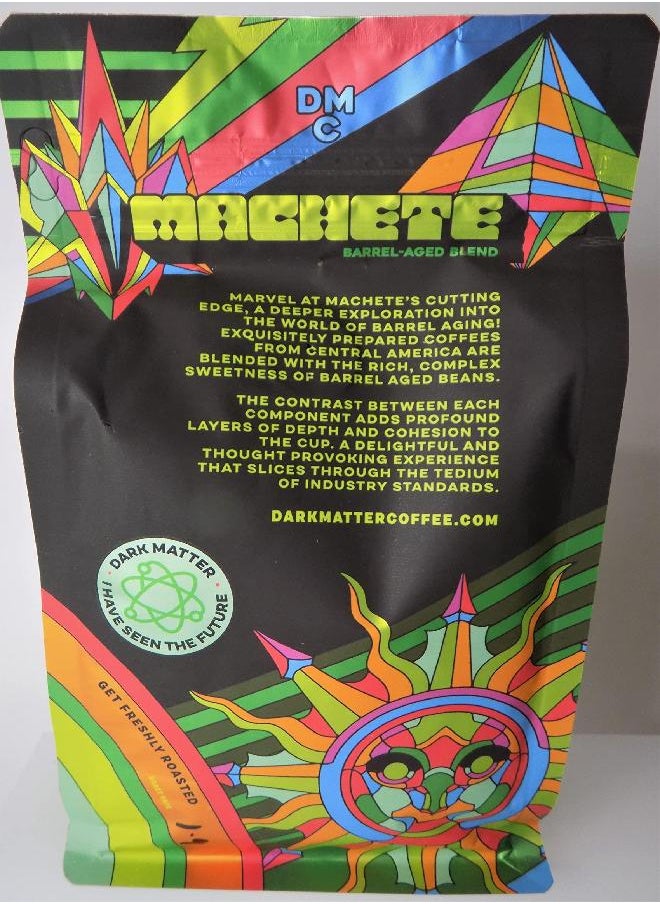 DM
C
MACHETE
BARREL-AGED BLEND
MARVEL AT MACHETE'S CUTTING
EDGE, A DEEPER EXPLORATION INTO
THE WORLD OF BARREL AGING!
EXQUISITELY PREPARED COFFEES
FROM CENTRAL AMERICA ARE
BLENDED WITH THE RICH, COMPLEX
SWEETNESS OF BARREL AGED BEANS.
THE CONTRAST BETWEEN EACH
COMPONENT ADDS PROFOUND
LAYERS OF DEPTH AND COHESION TO
THE CUP. A DELIGHTFUL AND
THOUGHT PROVOKING EXPERIENCE
THAT SLICES THROUGH THE TEDIUM
OF INDUSTRY STANDARDS.
DARKMATTERCOFFEE.COM
DARK MATTER
I HAVE SEEN THE FUTURE
GET FRESHLY ROASTED